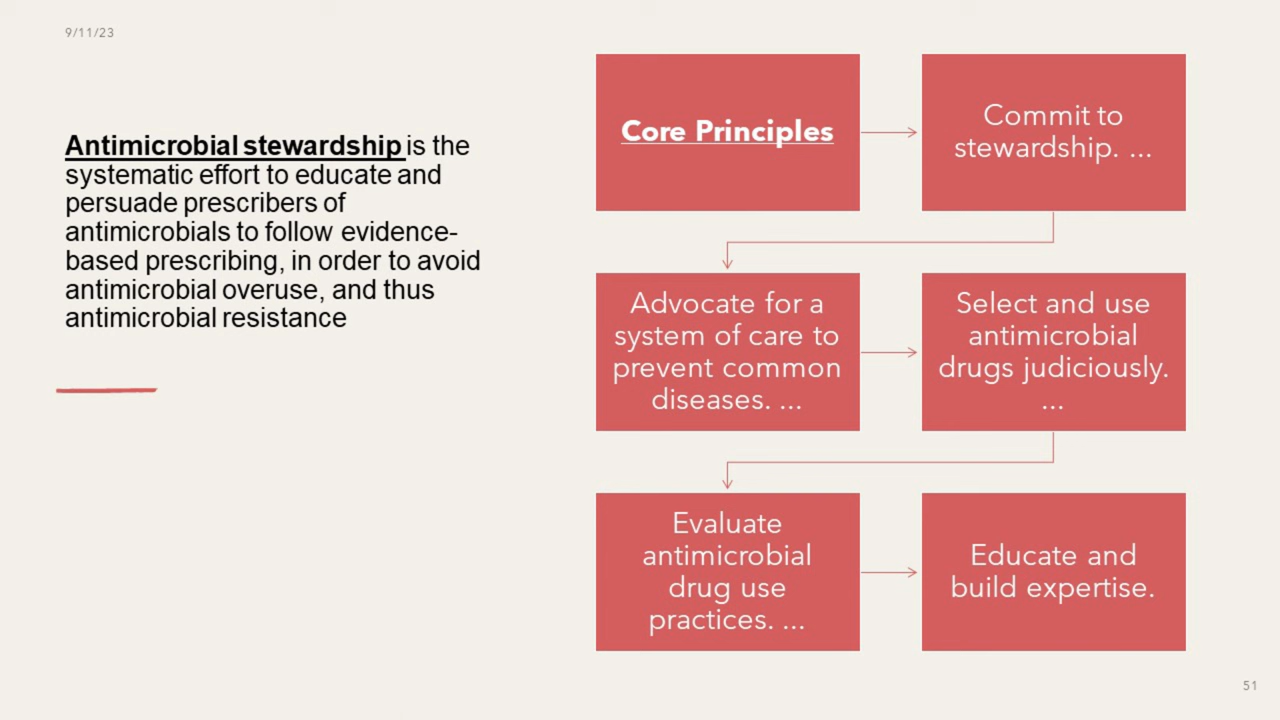 9/11/23
Antimicrobial stewardship is the
systematic effort to educate and
persuade prescribers of
antimicrobials to follow evidence-
based prescribing, in order to avoid
antimicrobial overuse, and thus
antimicrobial resistance
Core Principles
Commit to
stewardship. ...
Advocate for a
system of care to
prevent common
diseases. ...
Select and use
antimicrobial
drugs judiciously.
...
Evaluate
antimicrobial
drug use
practices. ...
Educate and
build expertise.
51